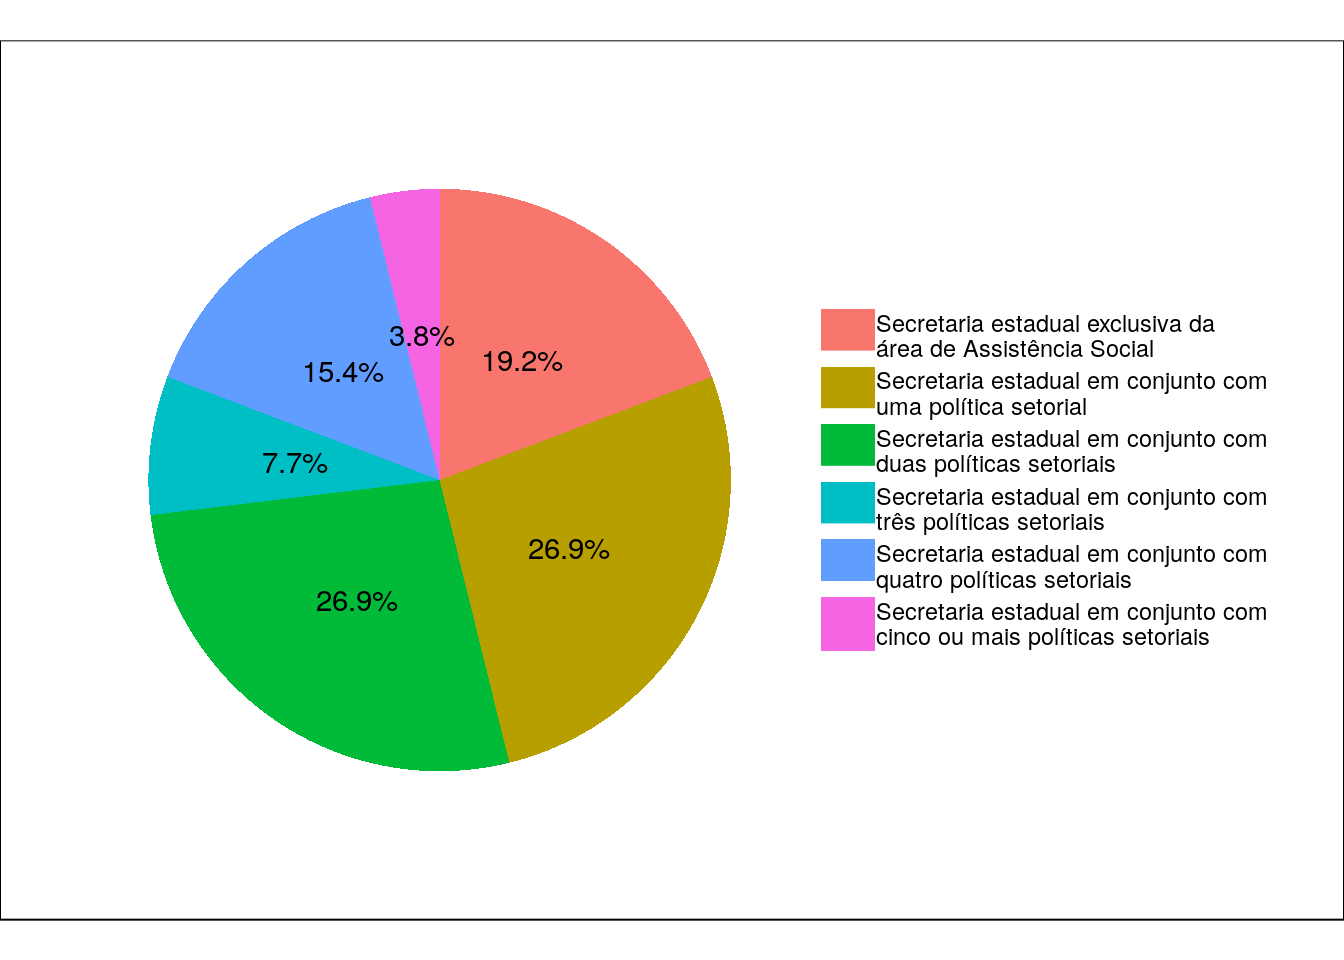 3.8%
19.2%
15.4%
7.7%
26.9%
26.9%
Secretaria estadual exclusiva da
área de Assistência Social
Secretaria estadual em conjunto com
uma política setorial
Secretaria estadual em conjunto com
duas políticas setoriais
Secretaria estadual em conjunto com
três políticas setoriais
Secretaria estadual em conjunto com
quatro políticas setoriais
Secretaria estadual em conjunto com
cinco ou mais políticas setoriais